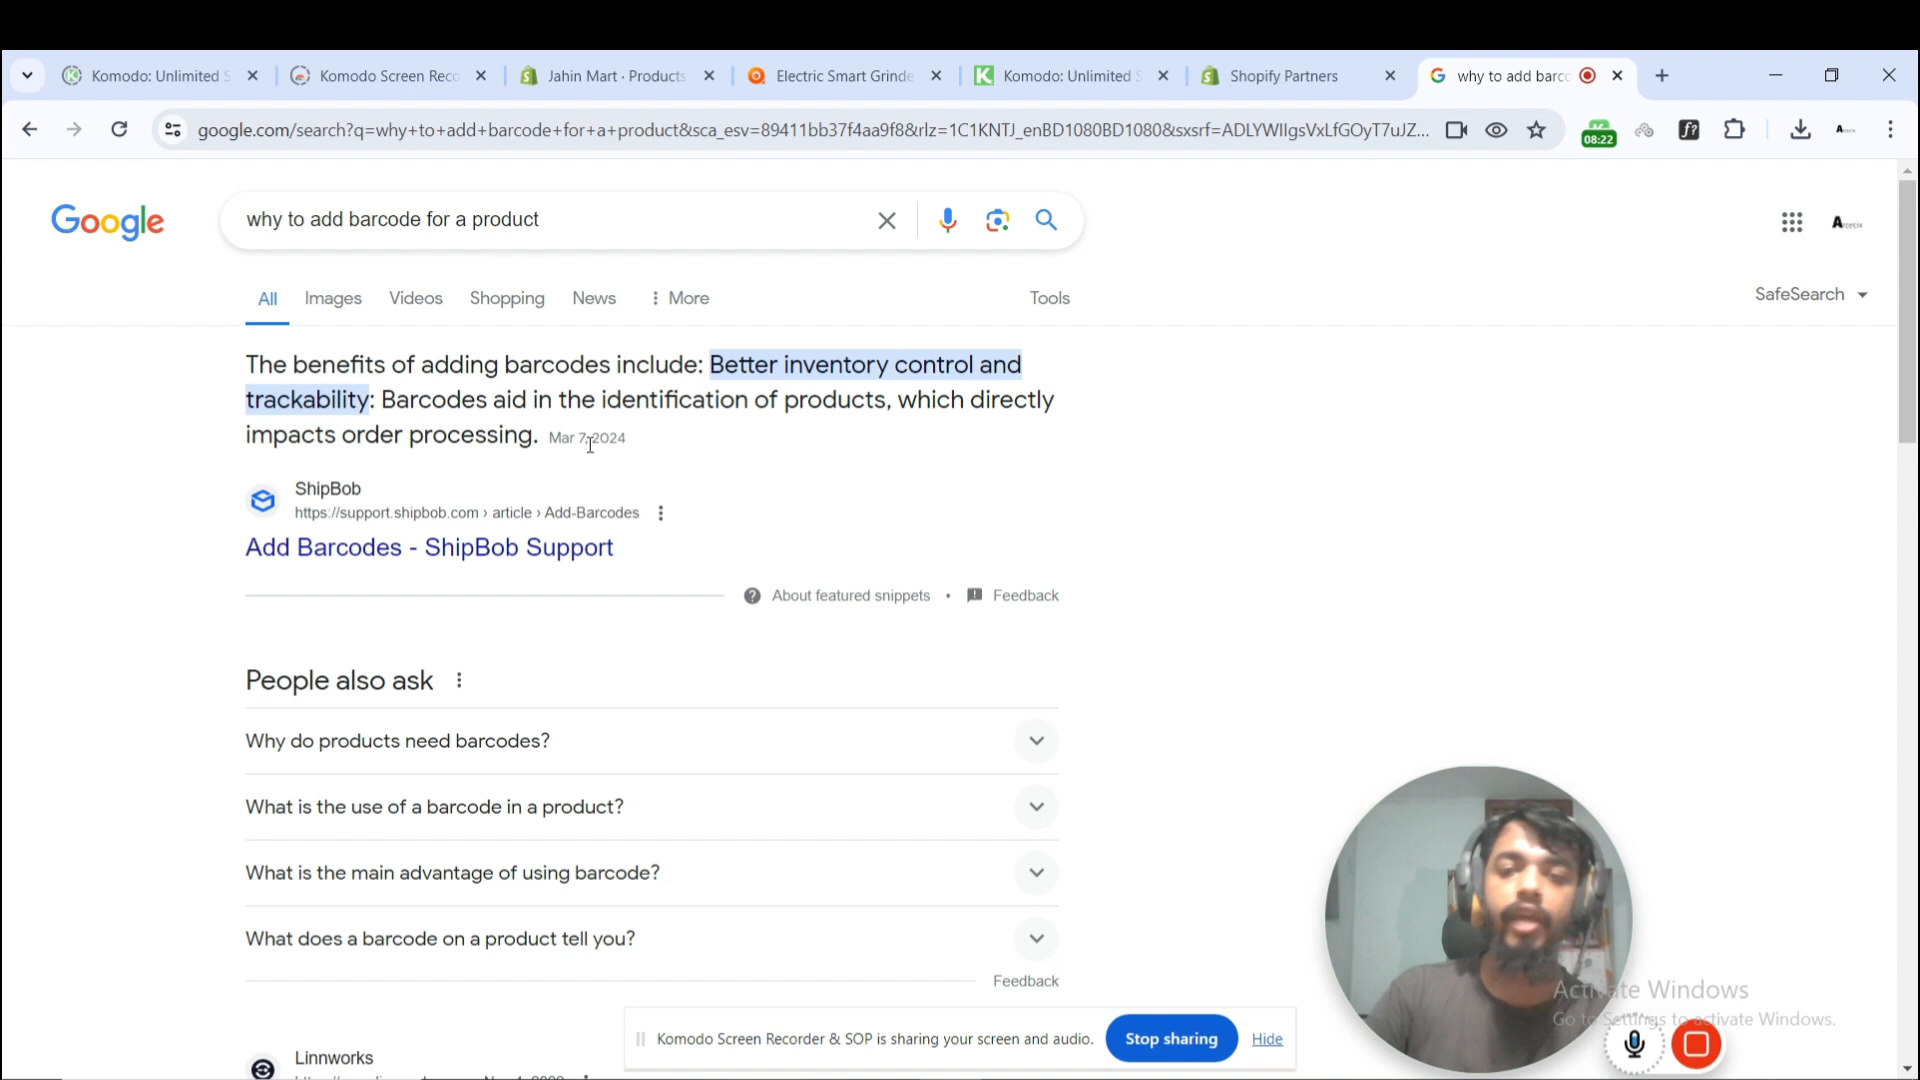 Komodo: Unlimited S
Komodo Screen Reco
Jahin Mart · Products
Electric Smart Grinde
Komodo: Unlimited S
Shopify Partners
why to add barc
google.com/search?q=why+to+add+barcode+for+a+product&sca_esv=89411bb37f4aa9f8&rlz=1C1KNTJ_enBD1080BD1080&sxsrf=ADLYWIIgsVxLfGOyT7uJZ...
08:22
Google
why to add barcode for a product
All
Images
Videos
Shopping
News
More
Tools
SafeSearch
The benefits of adding barcodes include: Better inventory control and
trackability: Barcodes aid in the identification of products, which directly
impacts order processing. Mar 7, 2024
ShipBob
https://support.shipbob.com › article › Add-Barcodes
Add Barcodes - ShipBob Support
About featured snippets • Feedback
People also ask
Why do products need barcodes?
What is the use of a barcode in a product?
What is the main advantage of using barcode?
What does a barcode on a product tell you?
Feedback
Linnworks
Komodo Screen Recorder & SOP is sharing your screen and audio.
Stop sharing
Hide
Activate Windows
Go to Settings to activate Windows.